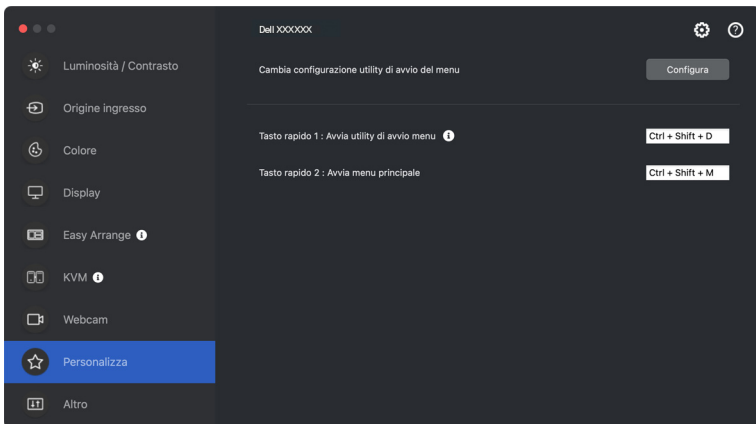 Dell XXXXXX
Luminosità / Contrasto
Origine ingresso
Colore
Display
Easy Arrange
KVM
Webcam
Personalizza
Altro
Cambia configurazione utility di avvio del menu
Configura
Tasto rapido 1 : Avvia utility di avvio menu
Ctrl + Shift + D
Tasto rapido 2 : Avvia menu principale
Ctrl + Shift + M